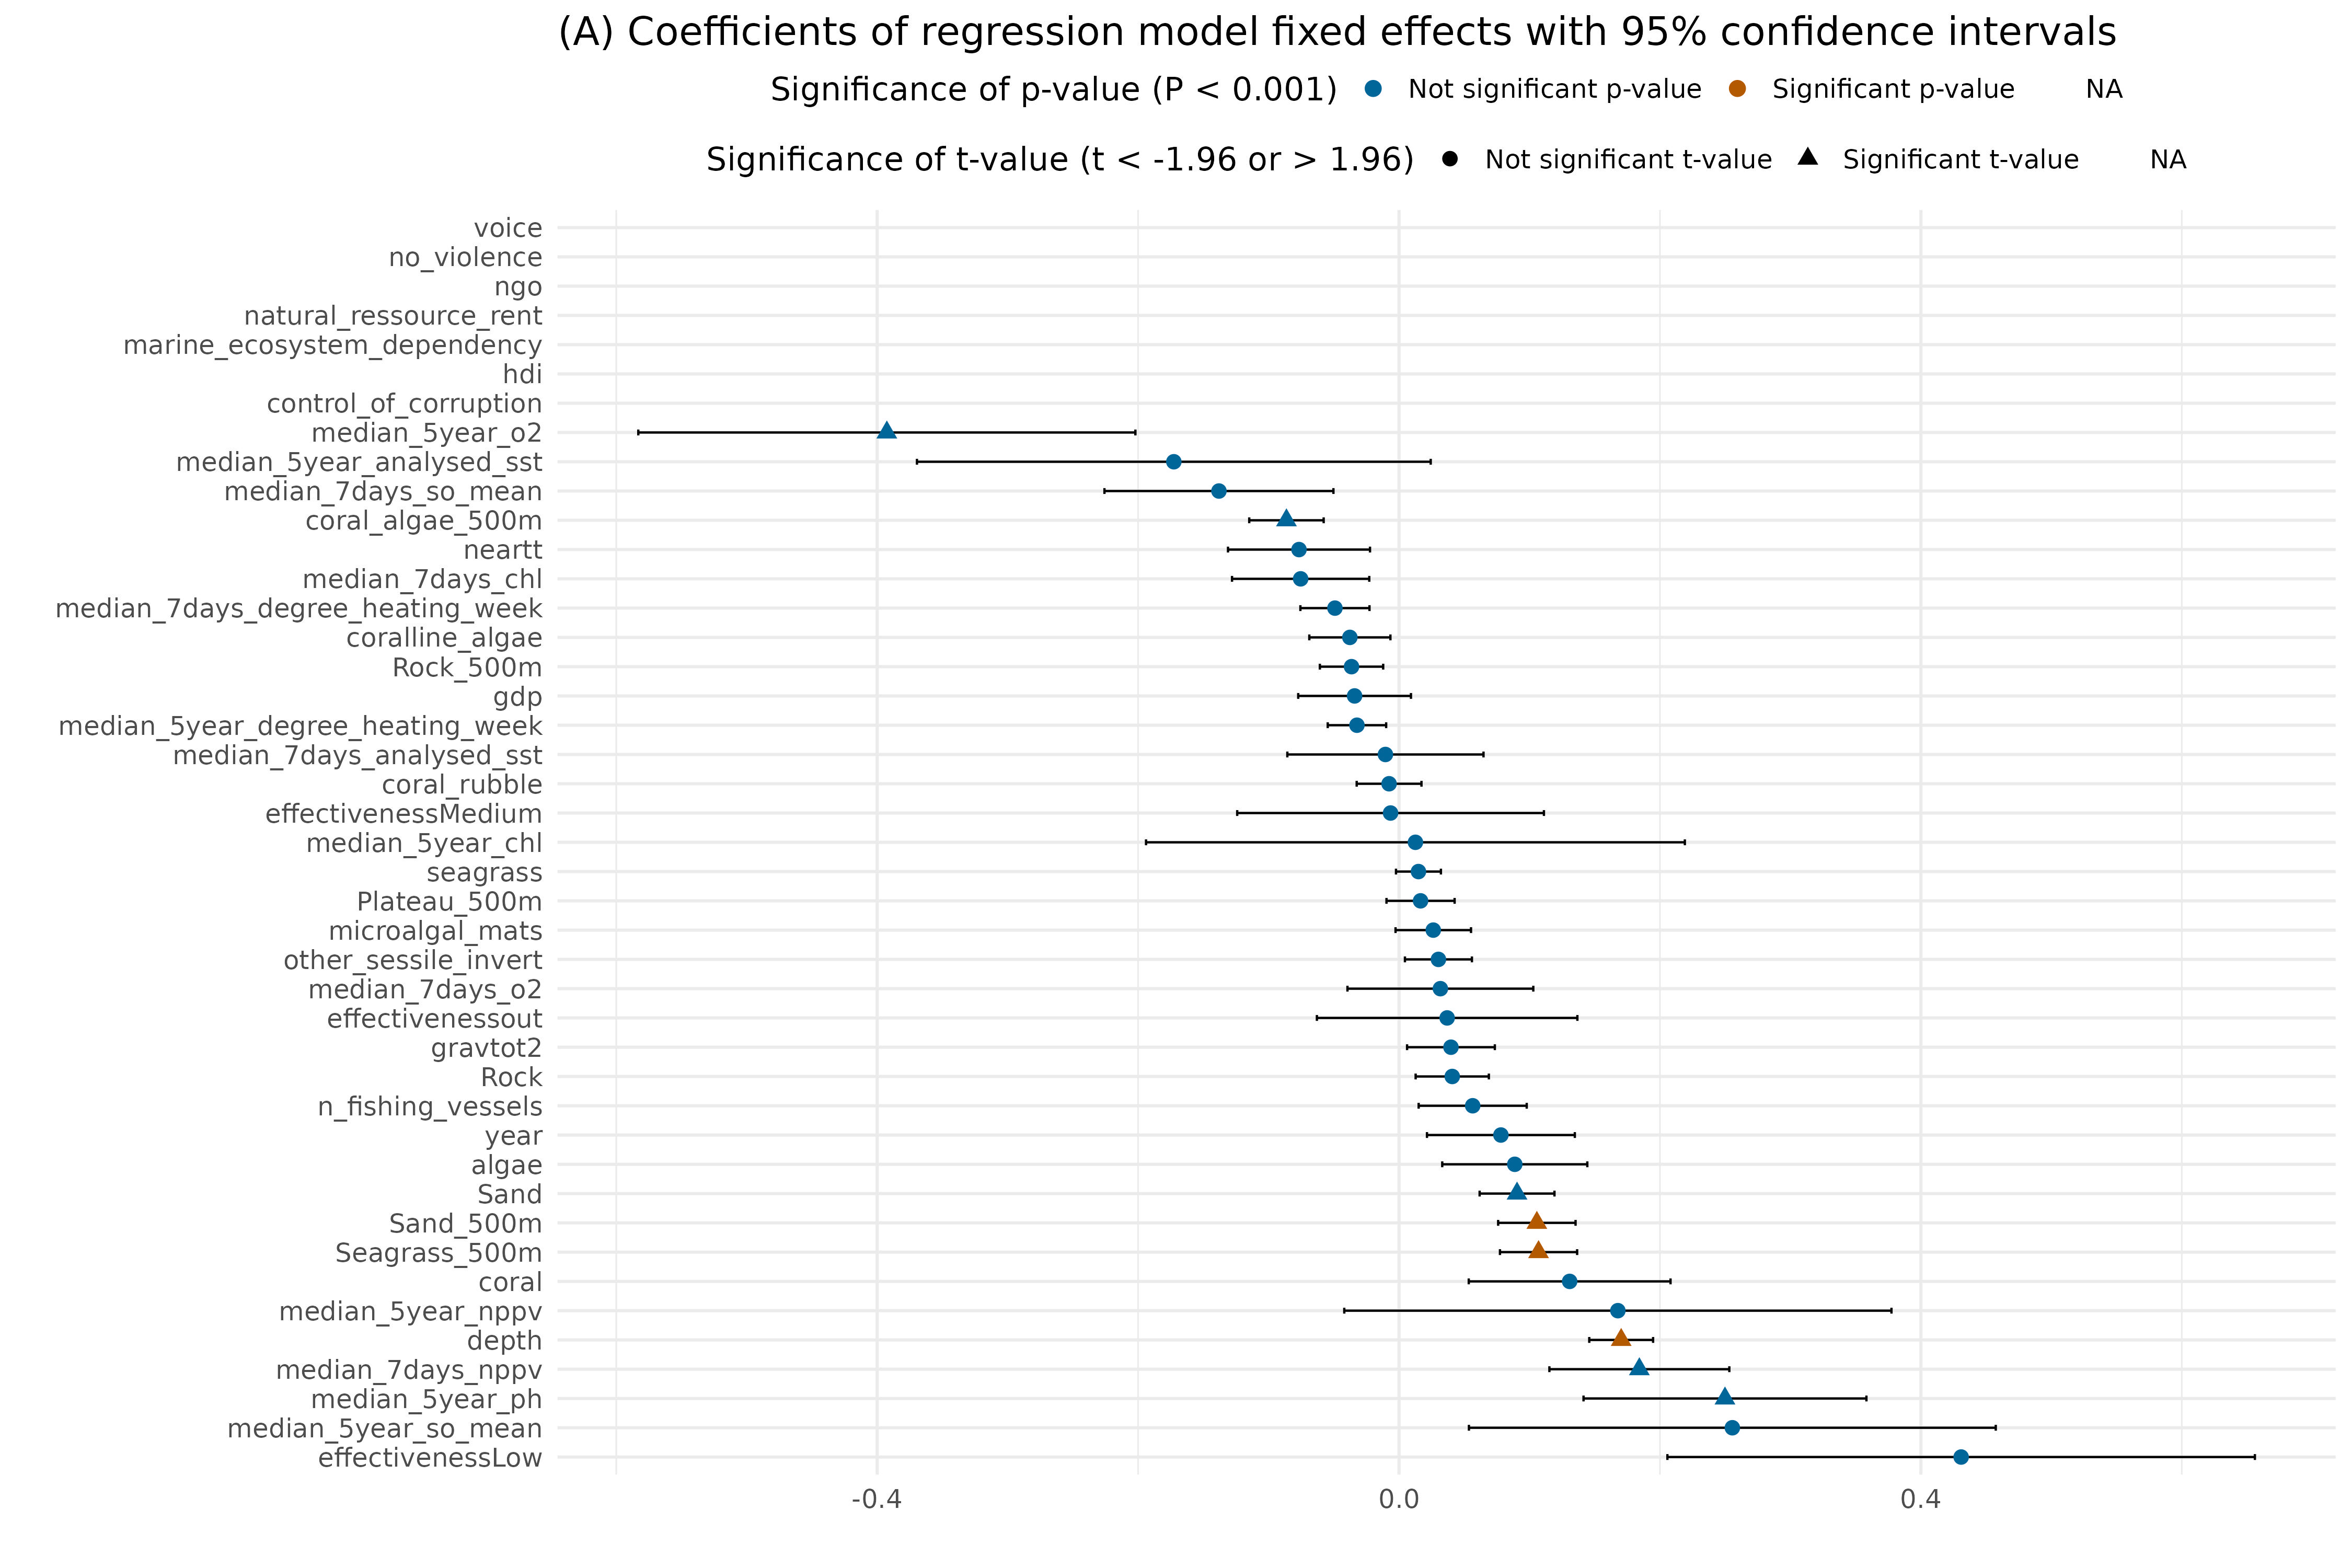 (A) Coefficients of regression model fixed effects with 95% confidence intervals
Significance of p-value (P < 0.001) Not significant p-value Significant p-value NA
Significance of t-value (t < -1.96 or > 1.96) Not significant t-value Significant t-value NA
voice
no_violence
ngo
natural_ressource_rent
marine_ecosystem_dependency
hdi
control_of_corruption
median_5year_o2
median_5year_analysed_sst
median_7days_so_mean
coral_algae_500m
neartt
median_7days_chl
median_7days_degree_heating_week
coralline_algae
Rock_500m
gdp
median_5year_degree_heating_week
median_7days_analysed_sst
coral_rubble
effectivenessMedium
median_5year_chl
seagrass
Plateau_500m
microalgal_mats
other_sessile_invert
median_7days_o2
effectivenessout
gravtot2
Rock
n_fishing_vessels
year
algae
Sand
Sand_500m
Seagrass_500m
coral
median_5year_nppv
depth
median_7days_nppv
median_5year_ph
median_5year_so_mean
effectivenessLow
-0.4 0.0 0.4